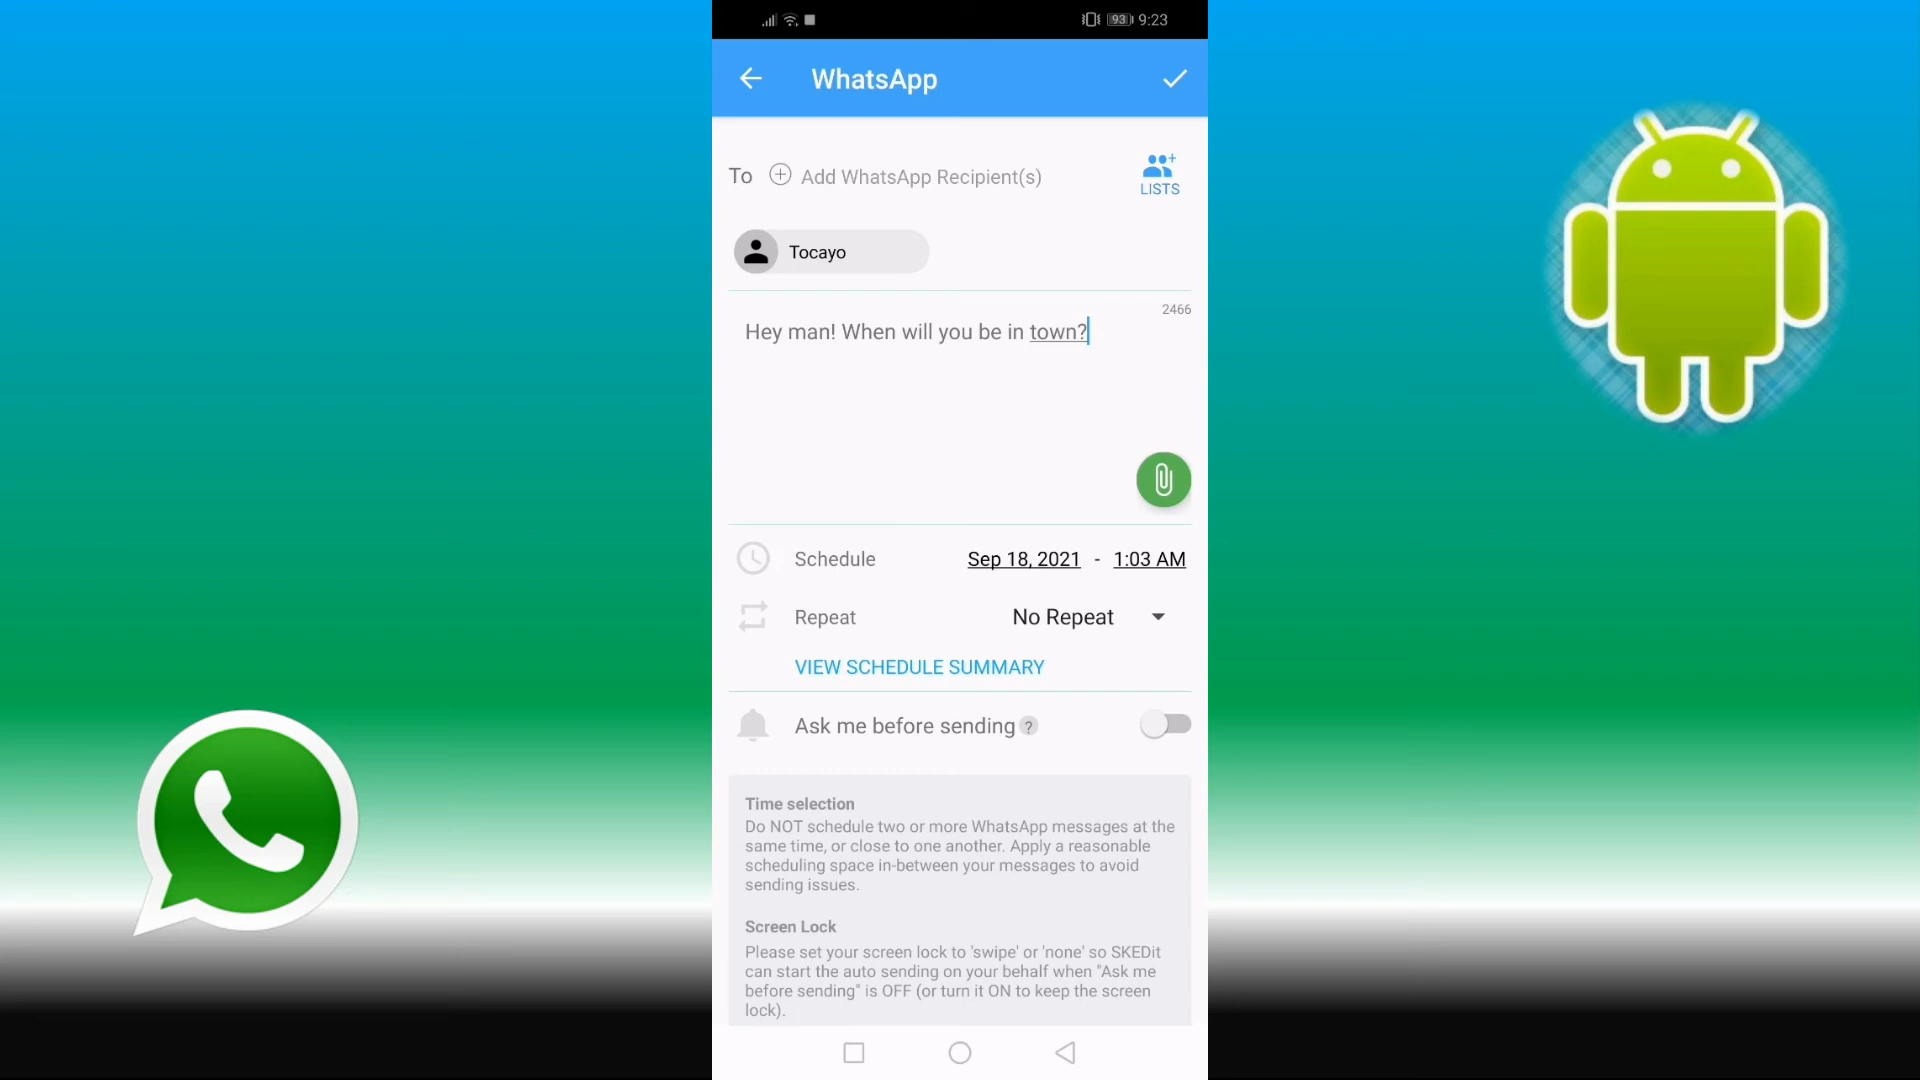 93 9:23
WhatsApp
To Add WhatsApp Recipient(s)
LISTS
Tocayo
2466
Hey man! When will you be in town?
Schedule Sep 18, 2021 - 1:03 AM
Repeat No Repeat
VIEW SCHEDULE SUMMARY
Ask me before sending ?
Time selection
Do NOT schedule two or more WhatsApp messages at the
same time, or close to one another. Apply a reasonable
scheduling space in-between your messages to avoid
sending issues.
Screen Lock
Please set your screen lock to 'swipe' or 'none' so SKEDit
can start the auto sending on your behalf when "Ask me
before sending" is OFF (or turn it ON to keep the screen
lock).